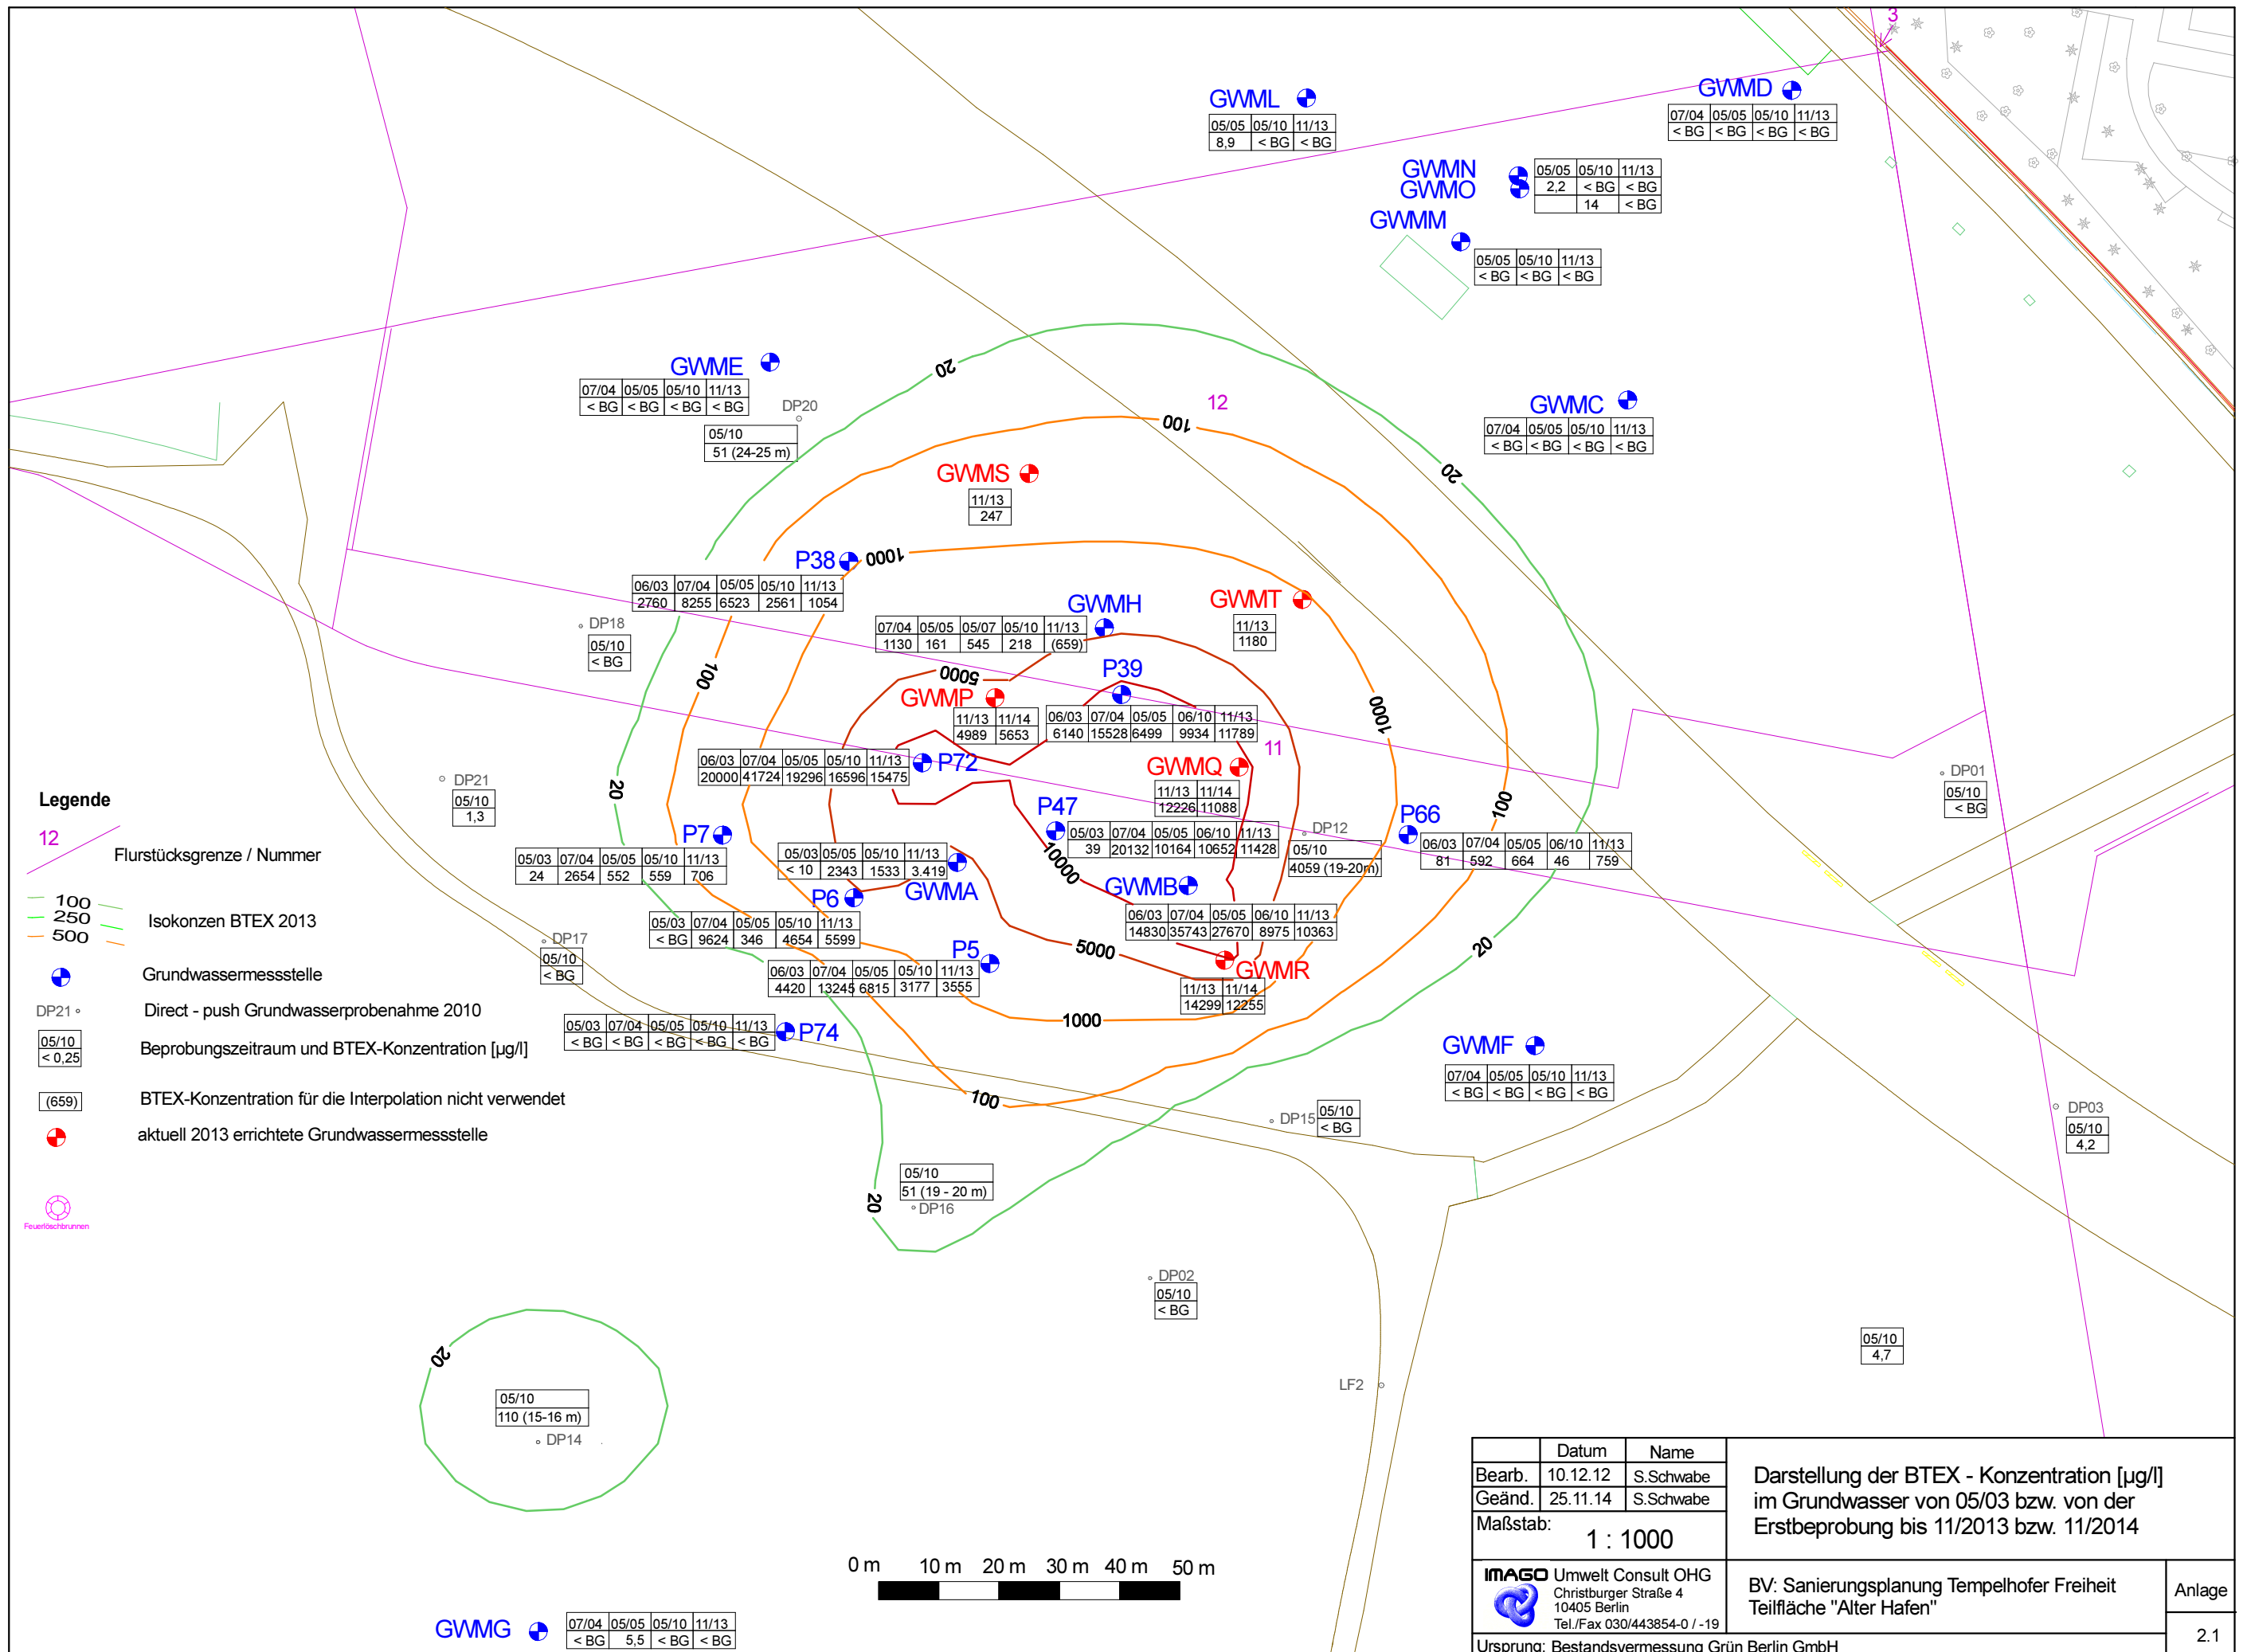 3
GWML
05/05 05/10 11/13
8,9 < BG < BG
GWMD
07/04 05/05 05/10 11/13
< BG < BG < BG < BG
GWMN
GWMO
05/05 05/10 11/13
2,2 < BG < BG
14 < BG
GWMM
05/05 05/10 11/13
< BG < BG < BG
GWME
07/04 05/05 05/10 11/13
< BG < BG < BG < BG
DP20
05/10
51 (24-25 m)
20
12
100
GWMC
07/04 05/05 05/10 11/13
< BG < BG < BG < BG
20
GWMS
11/13
247
P38
1000
06/03 07/04 05/05 05/10 11/13
2760 8255 6523 2561 1054
DP18
05/10
< BG
GWMH
07/04 05/05 05/07 05/10 11/13
1130 161 545 218 (659)
GWMT
11/13
1180
100
5000
P39
06/03 07/04 05/05 06/10 11/13
6140 15528 6499 9934 11789
GWMP
11/13 11/14
4989 5653
1000
11
06/03 07/04 05/05 05/10 11/13
20000 41724 19296 16596 15475
P72
GWMQ
11/13 11/14
12226 11088
DP21
05/10
1,3
20
DP01
05/10
< BG
100
P7
05/03 07/04 05/05 05/10 11/13
24 2654 552 559 706
P47
05/03 07/04 05/05 06/10 11/13
39 20132 10164 10652 11428
DP12
05/10
4059 (19-20m)
P66
06/03 07/04 05/05 06/10 11/13
81 592 664 46 759
05/03 05/05 05/10 11/13
< 10 2343 1533 3.419
GWMA
10000
P6
05/03 07/04 05/05 05/10 11/13
< BG 9624 346 4654 5599
GWMB
06/03 07/04 05/05 06/10 11/13
14830 35743 27670 8975 10363
DP17
05/10
< BG
P5
06/03 07/04 05/05 05/10 11/13
4420 13245 6815 3177 3555
5000
20
GWMR
11/13 11/14
14299 12255
1000
05/03 07/04 05/05 05/10 11/13
< BG < BG < BG < BG < BG
P74
GWMF
07/04 05/05 05/10 11/13
< BG < BG < BG < BG
100
DP15
05/10
< BG
DP03
05/10
4,2
05/10
51 (19 - 20 m)
DP16
20
DP02
05/10
< BG
05/10
4,7
20
LF2
05/10
110 (15-16 m)
DP14
GWMG
07/04 05/05 05/10 11/13
< BG 5,5 < BG < BG
0 m 10 m 20 m 30 m 40 m 50 m
Legende
12
Flurstücksgrenze / Nummer
100
250
500
Isokonzen BTEX 2013
Grundwassermessstelle
DP21
Direct - push Grundwasserprobenahme 2010
05/10
< 0,25
Beprobungszeitraum und BTEX-Konzentration [µg/l]
(659)
BTEX-Konzentration für die Interpolation nicht verwendet
aktuell 2013 errichtete Grundwassermessstelle
Feuerlöschbrunnen
Datum Name
Bearb. 10.12.12 S.Schwabe
Geänd. 25.11.14 S.Schwabe
Maßstab:
1 : 1000
Darstellung der BTEX - Konzentration [µg/l]
im Grundwasser von 05/03 bzw. von der
Erstbeprobung bis 11/2013 bzw. 11/2014
IMAGO Umwelt Consult OHG
Christburger Straße 4
10405 Berlin
Tel./Fax 030/443854-0 / -19
BV: Sanierungsplanung Tempelhofer Freiheit
Teilfläche "Alter Hafen"
Anlage
2.1
Ursprung: Bestandsvermessung Grün Berlin GmbH